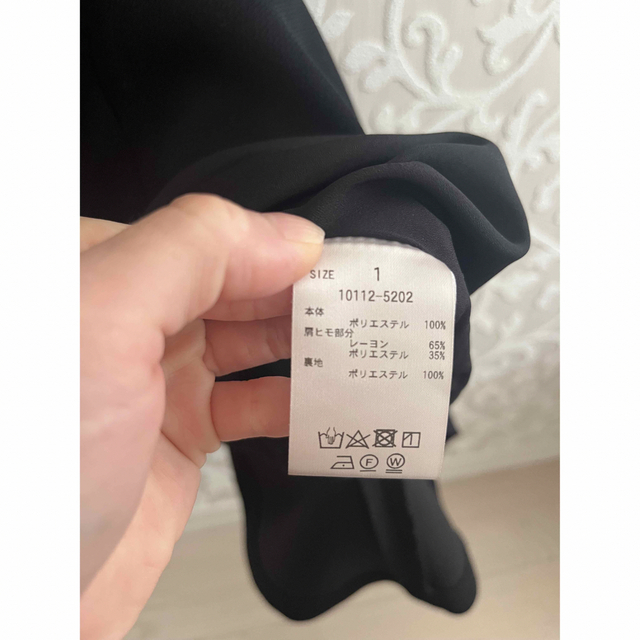 SIZE 1
10112-5202
本体
ポリエステル 100%
肩ヒモ部分
レーヨン 65%
ポリエステル 35%
裏地
ポリエステル 100%
F W